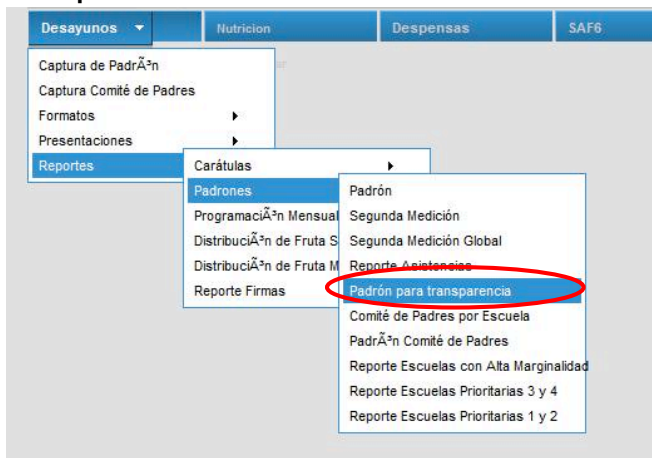 Desayunos Nutricion Despensas SAF6
Captura de PadrÃ³n
Captura Comité de Padres
Formatos
Presentaciones
Reportes
Carátulas
Padrones
ProgramaciÃ³n Mensual
DistribuciÃ³n de Fruta S
DistribuciÃ³n de Fruta M
Reporte Firmas
Padrón
Segunda Medición
Segunda Medición Global
Reporte Asistencias
Padrón para transparencia
Comité de Padres por Escuela
PadrÃ³n Comité de Padres
Reporte Escuelas con Alta Marginalidad
Reporte Escuelas Prioritarias 3 y 4
Reporte Escuelas Prioritarias 1 y 2